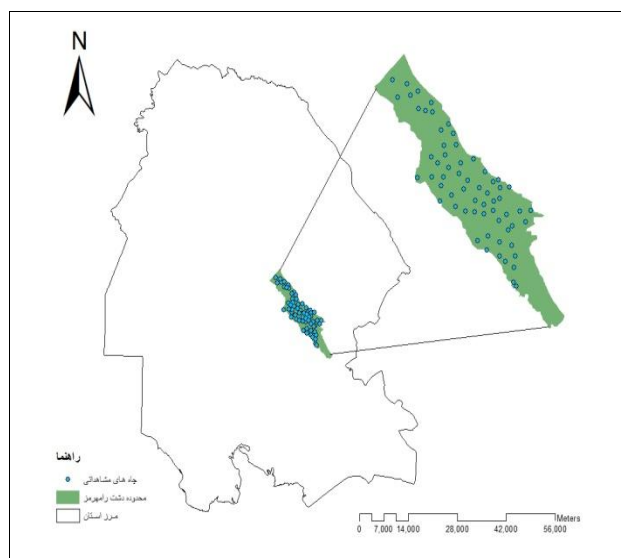 N
راهنما
چاه های مشاهداتی
محدوده دشت رامهرمز
مرز استان
Meters
0 7,000 14,000 28,000 42,000 56,000